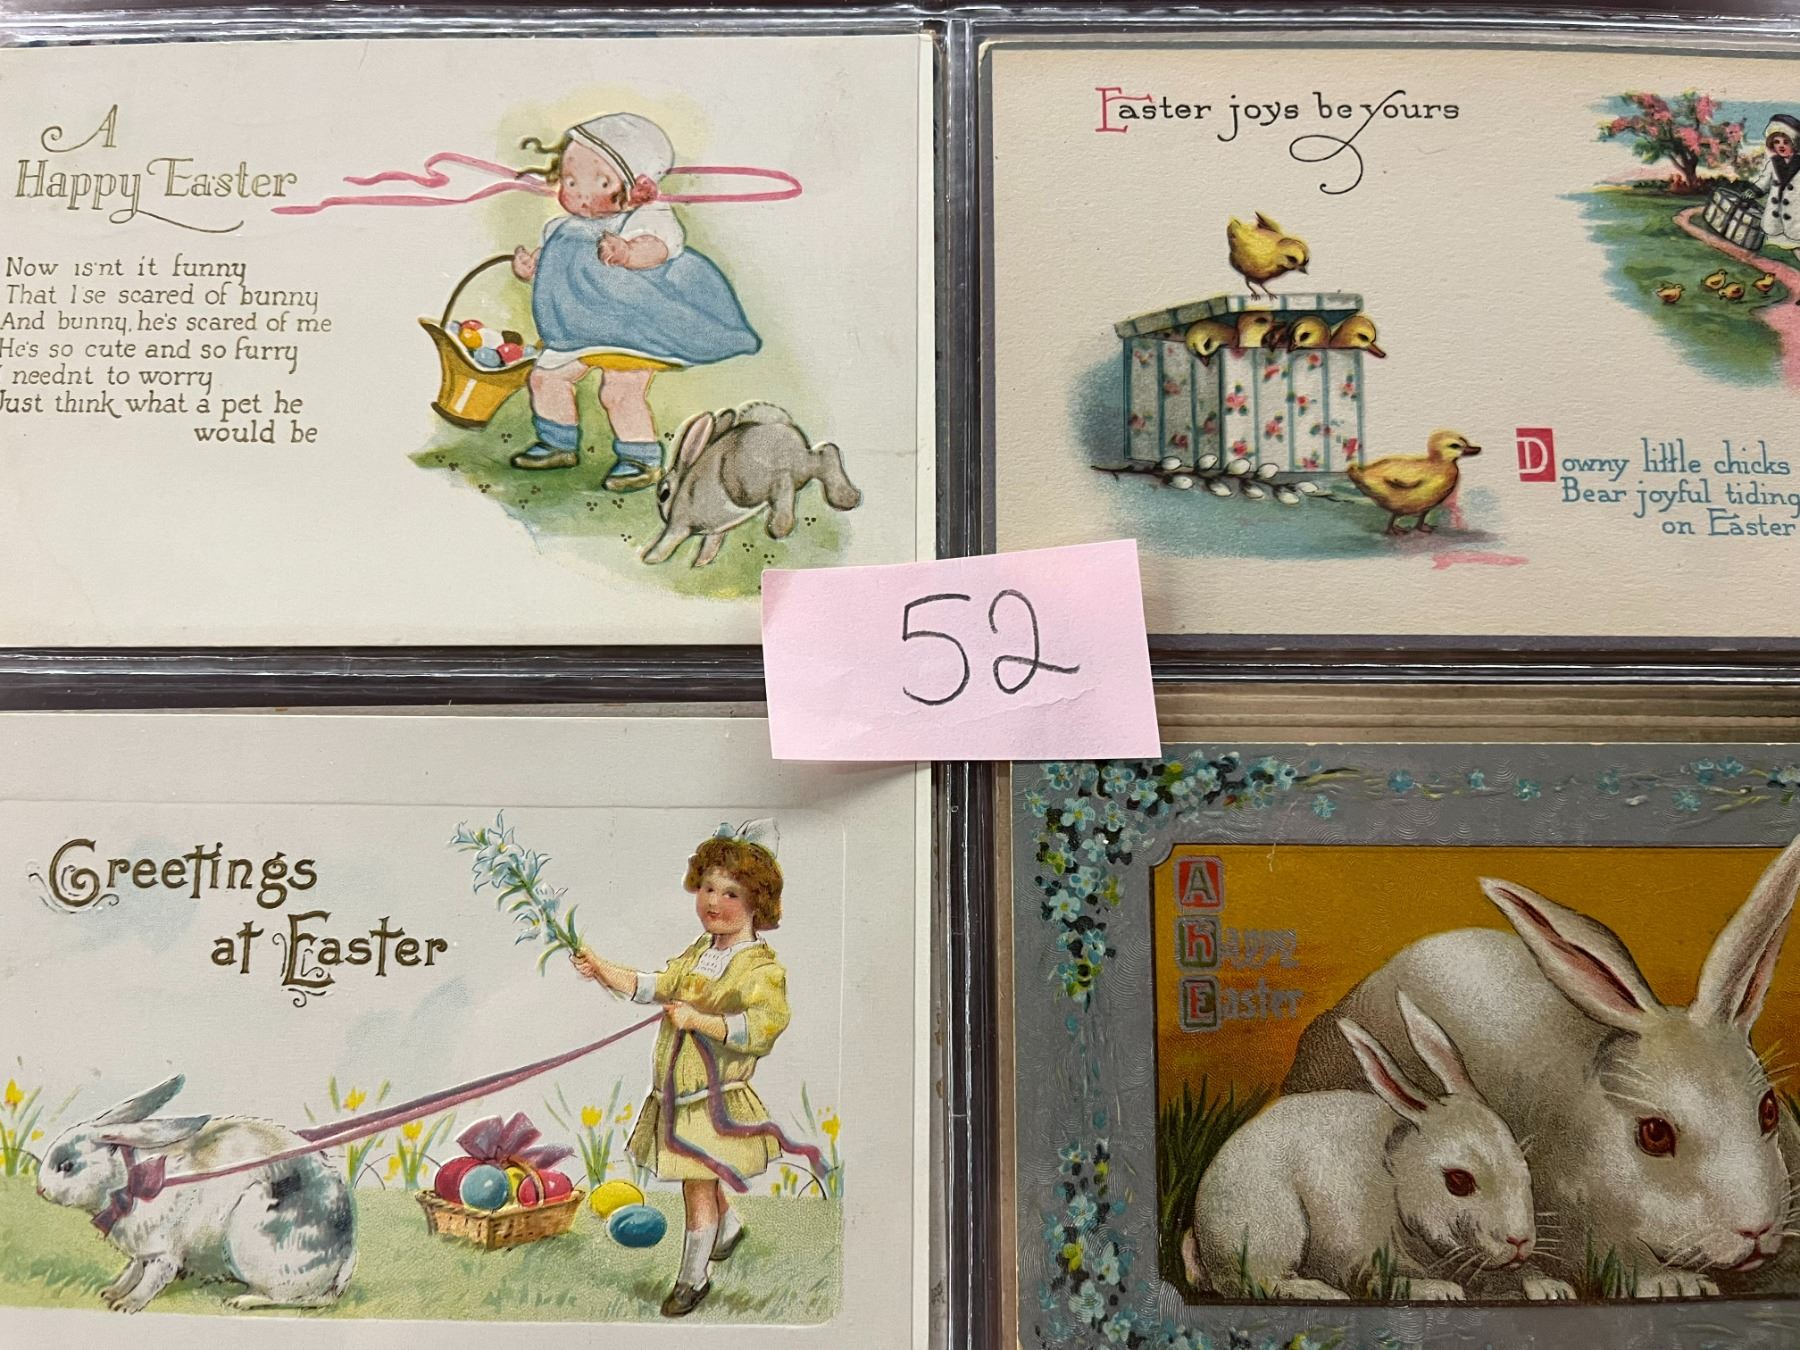 A
Happy Easter
Now isn't it funny
That I'se scared of bunny
And bunny, he's scared of me
He's so cute and so furry
I neednt to worry
Just think what a pet he
would be
Easter joys be yours
Downy little chicks
Bear joyful tiding
on Easter
52
Greetings
at Easter
A
Happy
Easter